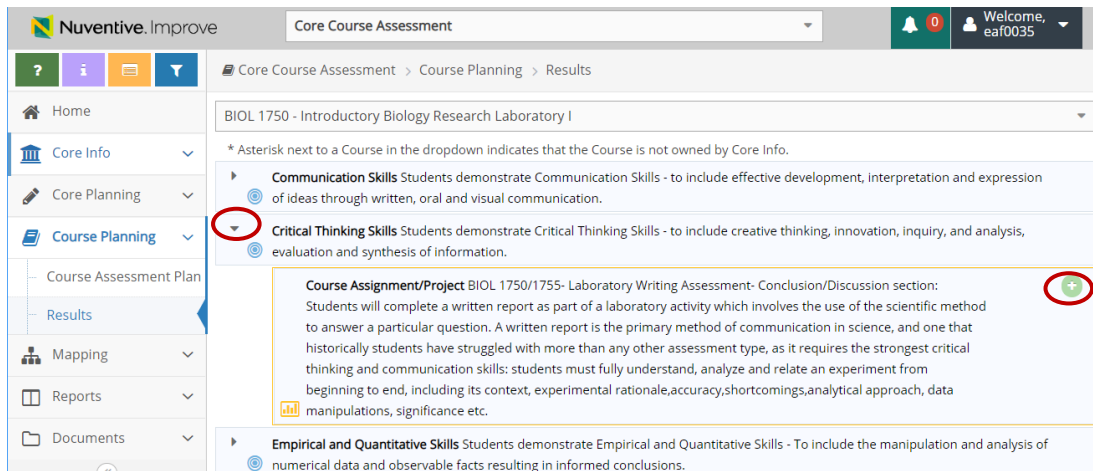 Nuventive. Improve
Core Course Assessment
0
Welcome,
eaf0035
?
i
Core Course Assessment > Course Planning > Results
Home
Core Info
Core Planning
Course Planning
Course Assessment Plan
Results
Mapping
Reports
Documents
BIOL 1750 - Introductory Biology Research Laboratory I
* Asterisk next to a Course in the dropdown indicates that the Course is not owned by Core Info.
Communication Skills Students demonstrate Communication Skills - to include effective development, interpretation and expression
of ideas through written, oral and visual communication.
Critical Thinking Skills Students demonstrate Critical Thinking Skills - to include creative thinking, innovation, inquiry, and analysis,
evaluation and synthesis of information.
Course Assignment/Project BIOL 1750/1755- Laboratory Writing Assessment- Conclusion/Discussion section:
Students will complete a written report as part of a laboratory activity which involves the use of the scientific method
to answer a particular question. A written report is the primary method of communication in science, and one that
historically students have struggled with more than any other assessment type, as it requires the strongest critical
thinking and communication skills: students must fully understand, analyze and relate an experiment from
beginning to end, including its context, experimental rationale,accuracy,shortcomings,analytical approach, data
manipulations, significance etc.
Empirical and Quantitative Skills Students demonstrate Empirical and Quantitative Skills - To include the manipulation and analysis of
numerical data and observable facts resulting in informed conclusions.